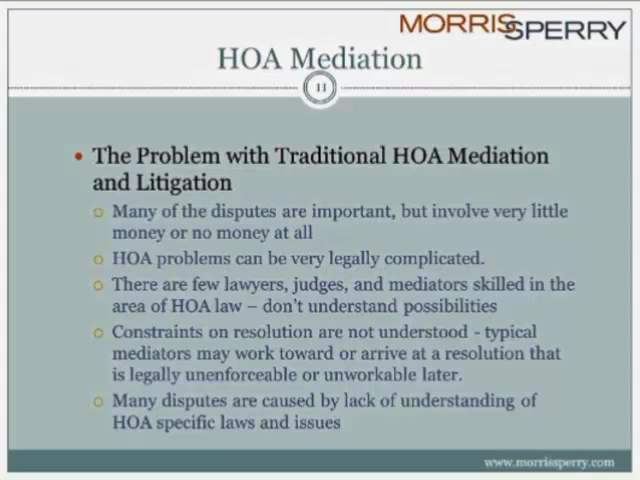 MORRIS SPERRY
HOA Mediation
11
• The Problem with Traditional HOA Mediation
and Litigation
Many of the disputes are important, but involve very little
money or no money at all
HOA problems can be very legally complicated.
There are few lawyers, judges, and mediators skilled in the
area of HOA law – don't understand possibilities
Constraints on resolution are not understood - typical
mediators may work toward or arrive at a resolution that
is legally unenforceable or unworkable later.
Many disputes are caused by lack of understanding of
HOA specific laws and issues
www.morrissperry.com